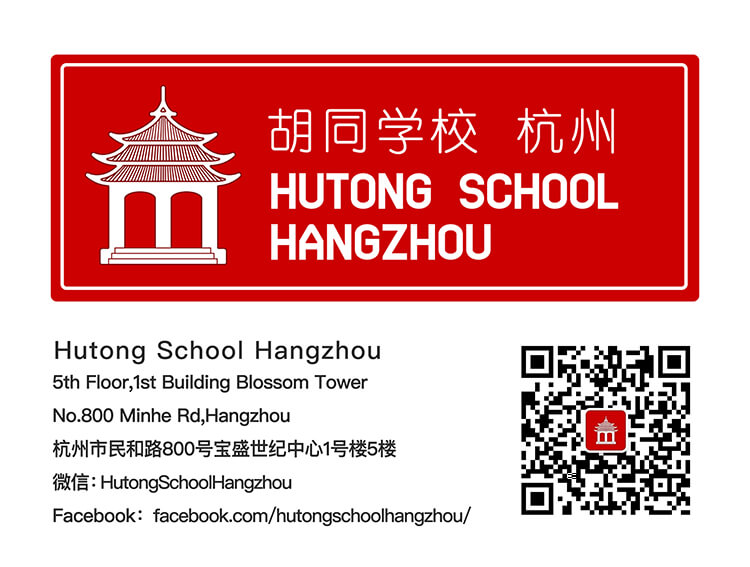 胡同学校 杭州
HUTONG SCHOOL
HANGZHOU
Hutong School Hangzhou
5th Floor,1st Building Blossom Tower
No.800 Minhe Rd,Hangzhou
杭州市民和路800号宝盛世纪中心1号楼5楼
微信：HutongSchoolHangzhou
Facebook：facebook.com/hutongschoolhangzhou/